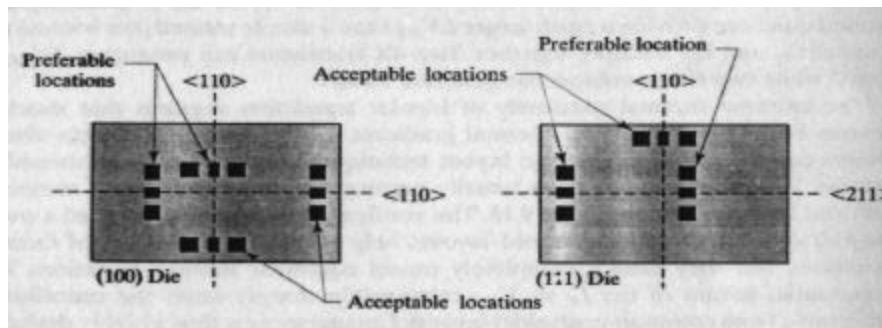 Preferable
locations
<110>
Acceptable locations
Preferable location
<110>
<110>
<211>
(100) Die
(111) Die
Acceptable locations